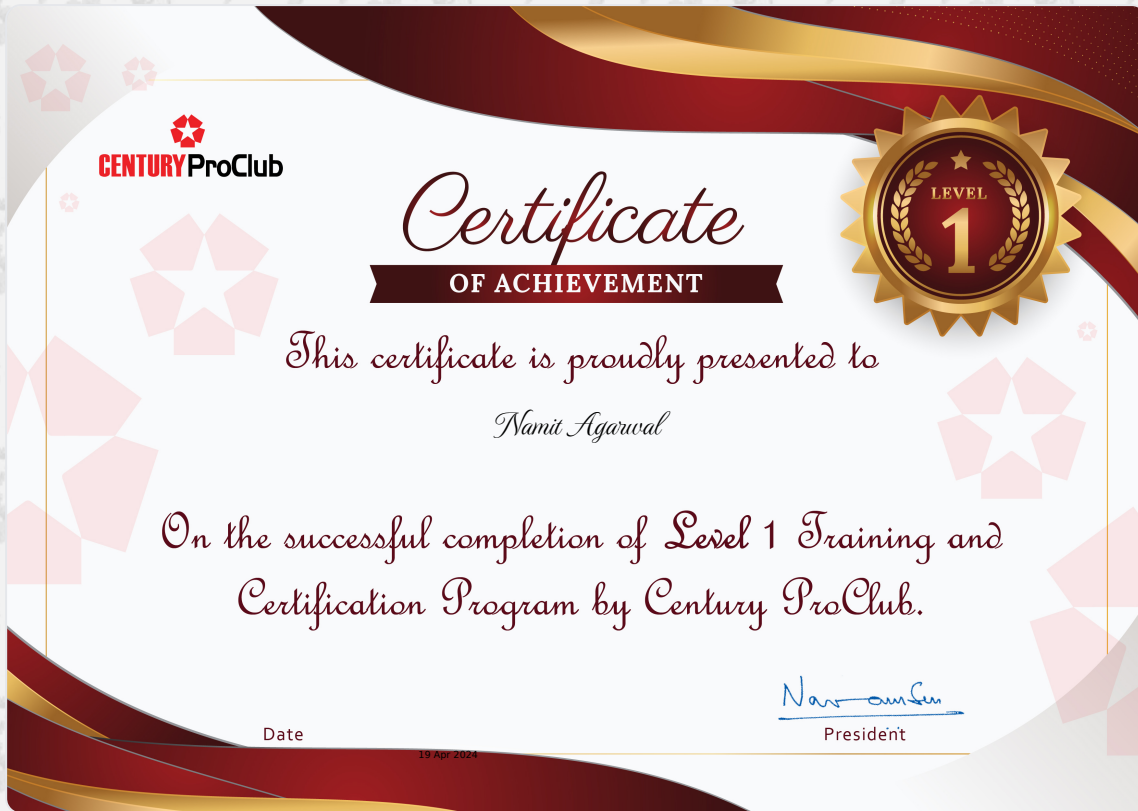 CENTURY ProClub
LEVEL
1
Certificate
OF ACHIEVEMENT
This certificate is proudly presented to
Namit Agarwal
On the successful completion of Level 1 Training and
Certification Program by Century ProClub.
Date
President
19 Apr 2024